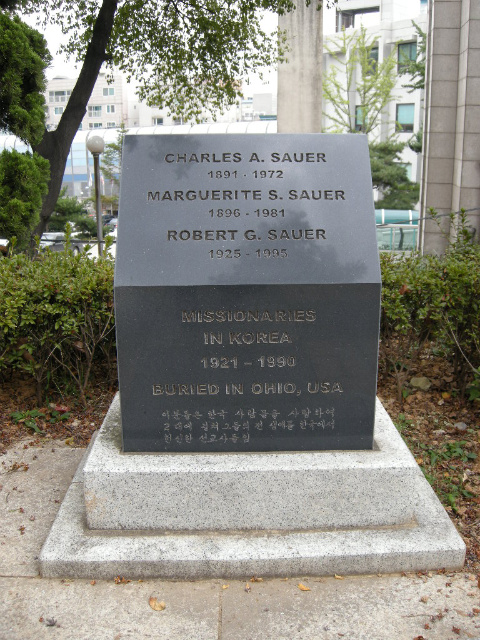 CHARLES A. SAUER
1891 - 1972
MARGUERITE S. SAUER
1896 - 1981
ROBERT G. SAUER
1925 - 1995
MISSIONARIES
IN KOREA
1921 - 1990
BURIED IN OHIO, USA
이분들은 한국 사람들을 사랑하여
2 대에 걸쳐 그들의 전 생애를 한국에서
헌신한 선교사들임